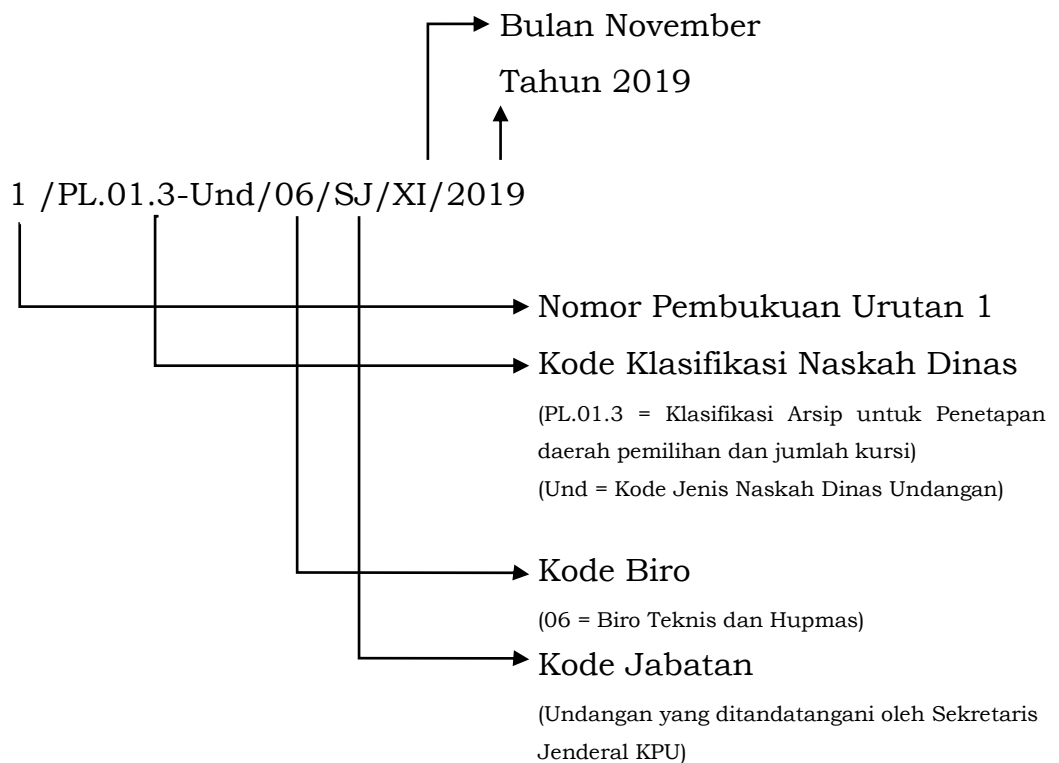 Bulan November
Tahun 2019
1 /PL.01.3-Und/06/SJ/XI/2019
Nomor Pembukuan Urutan 1
Kode Klasifikasi Naskah Dinas
(PL.01.3 = Klasifikasi Arsip untuk Penetapan
daerah pemilihan dan jumlah kursi)
(Und = Kode Jenis Naskah Dinas Undangan)
Kode Biro
(06 = Biro Teknis dan Hupmas)
Kode Jabatan
(Undangan yang ditandatangani oleh Sekretaris
Jenderal KPU)